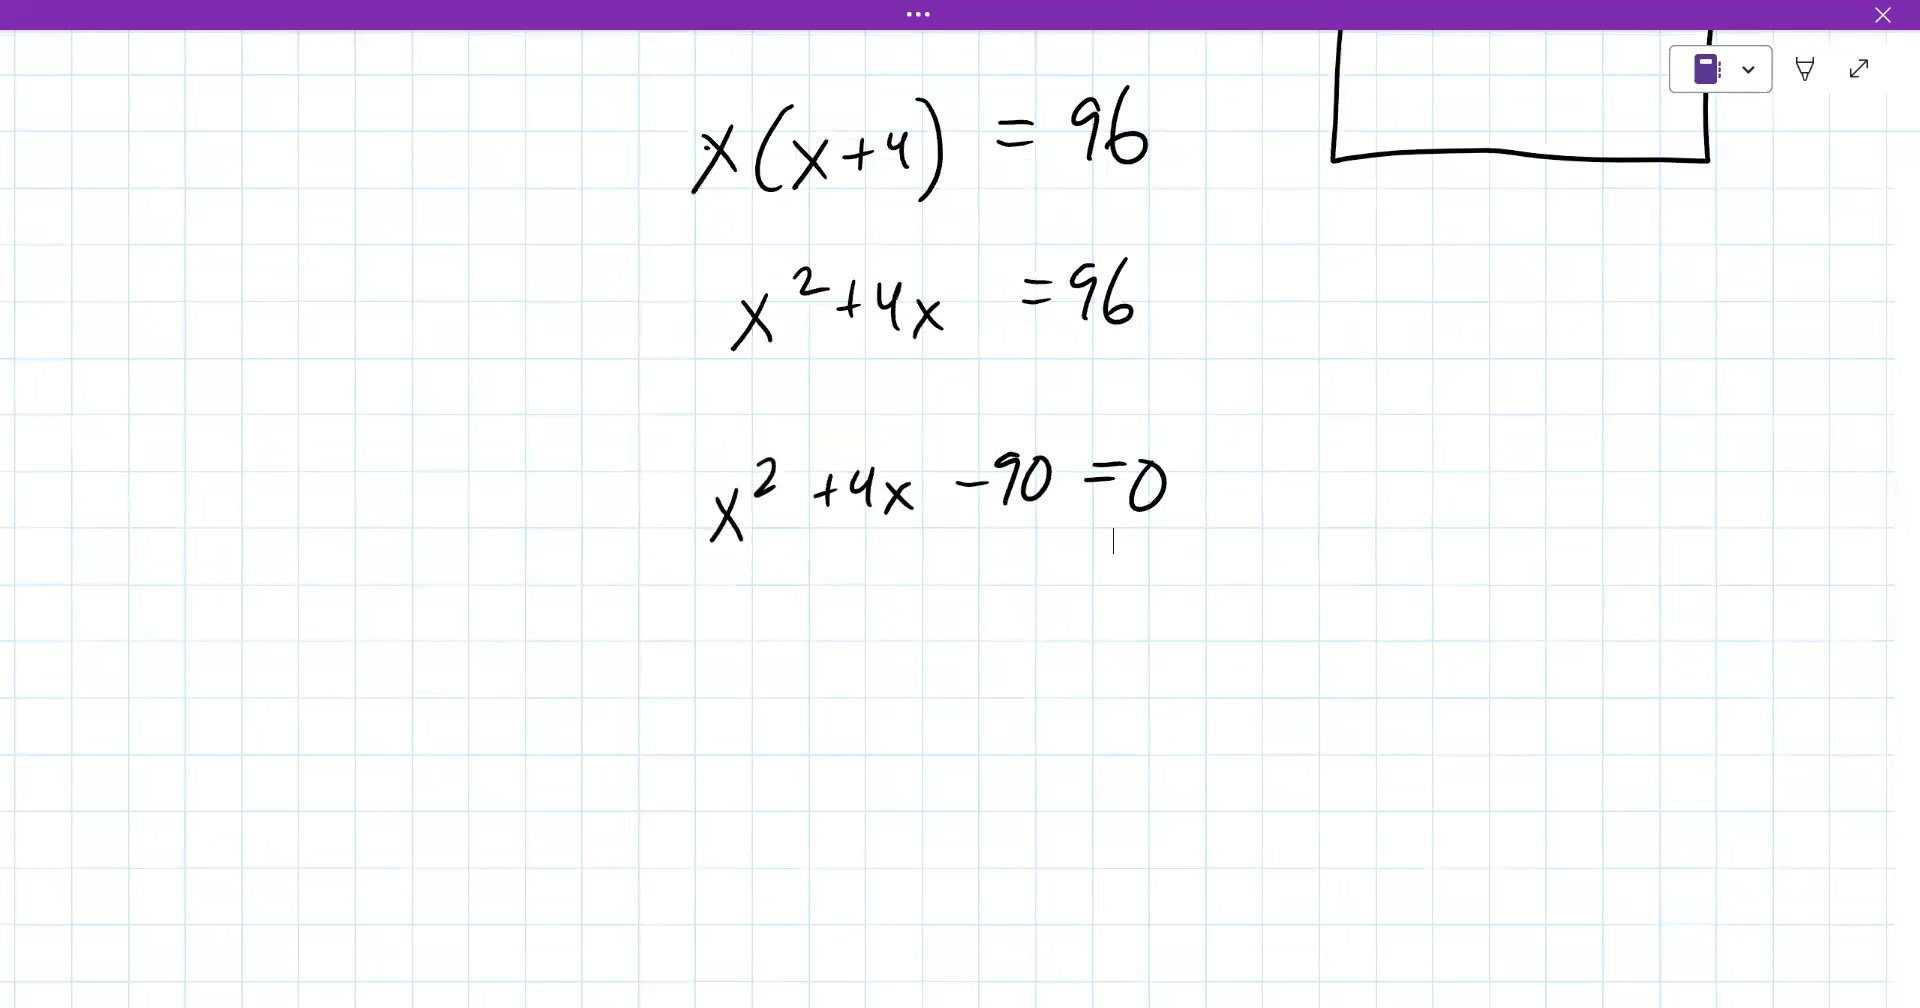 x(x+4) = 96
x²+4x = 96
x² +4x -90 = 0